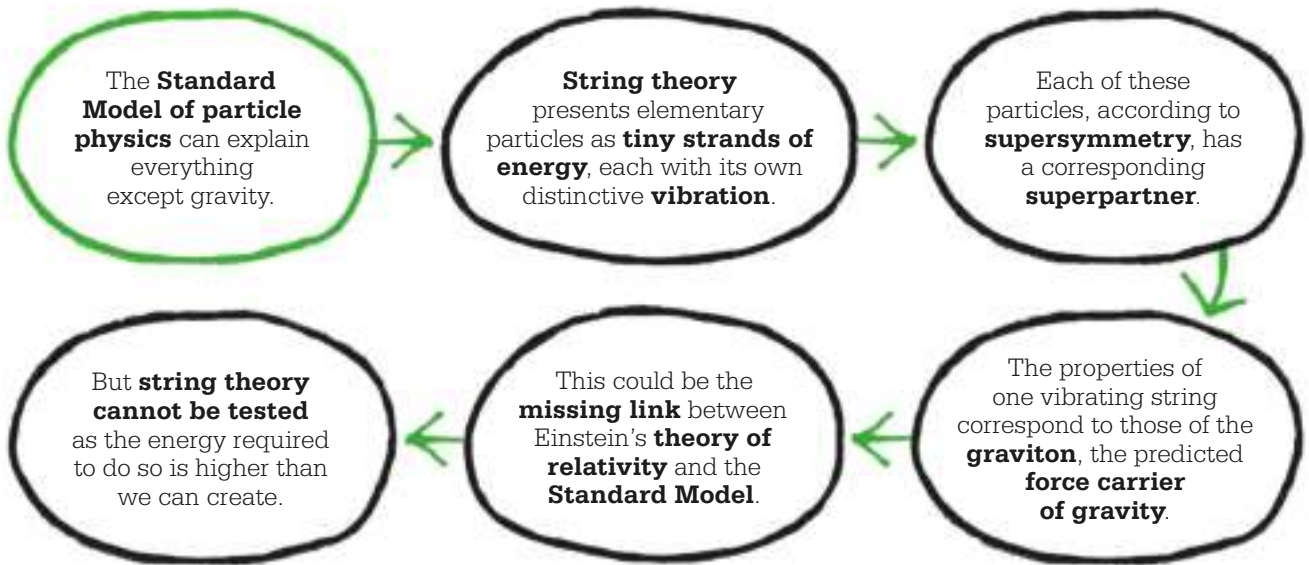 The Standard
Model of particle
physics can explain
everything
except gravity.
String theory
presents elementary
particles as tiny strands of
energy, each with its own
distinctive vibration.
Each of these
particles, according to
supersymmetry, has
a corresponding
superpartner.
The properties of
one vibrating string
correspond to those of the
graviton, the predicted
force carrier
of gravity.
This could be the
missing link between
Einstein’s theory of
relativity and the
Standard Model.
But string theory
cannot be tested
as the energy required
to do so is higher than
we can create.